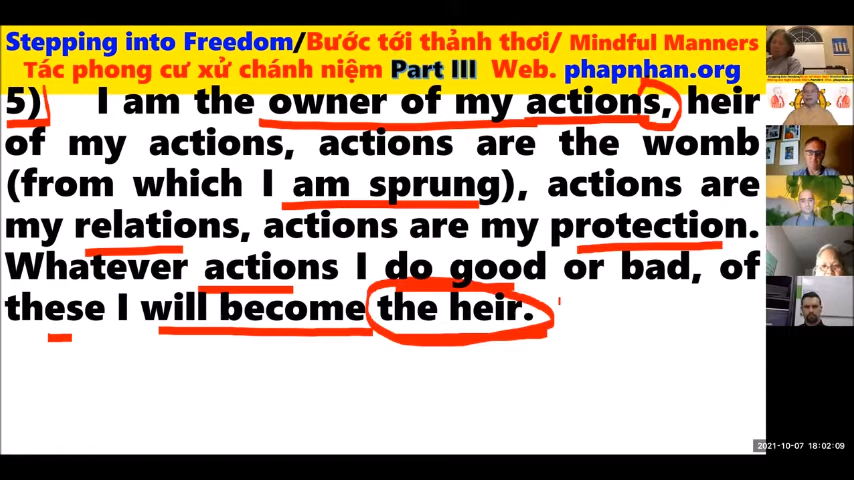 Stepping into Freedom/Bước tới thảnh thơi/ Mindful Manners
Tác phong cư xử chánh niệm Part III Web. phapnhan.org
5) I am the owner of my actions, heir
of my actions, actions are the womb
(from which I am sprung), actions are
my relations, actions are my protection.
Whatever actions I do good or bad, of
these I will become the heir.
2021-10-07 18:02:09